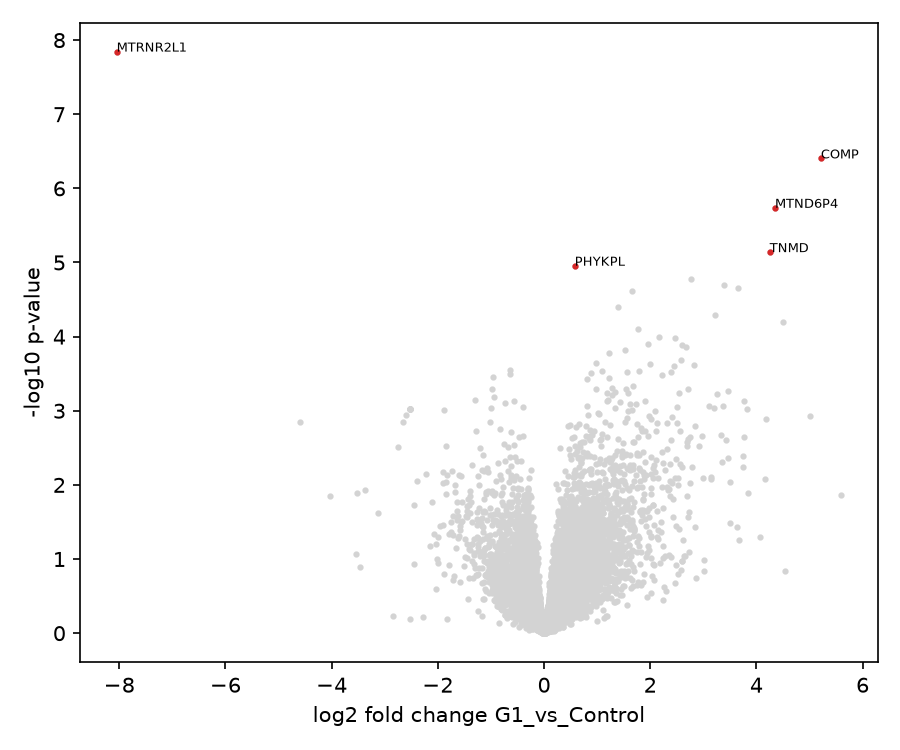 8
7
6
5
4
3
2
1
0
-log10 p-value
MTRNR2L1
COMP
MTND6P4
TNMD
PHYKPL
−8
−6
−4
−2
0
2
4
6
log2 fold change G1_vs_Control